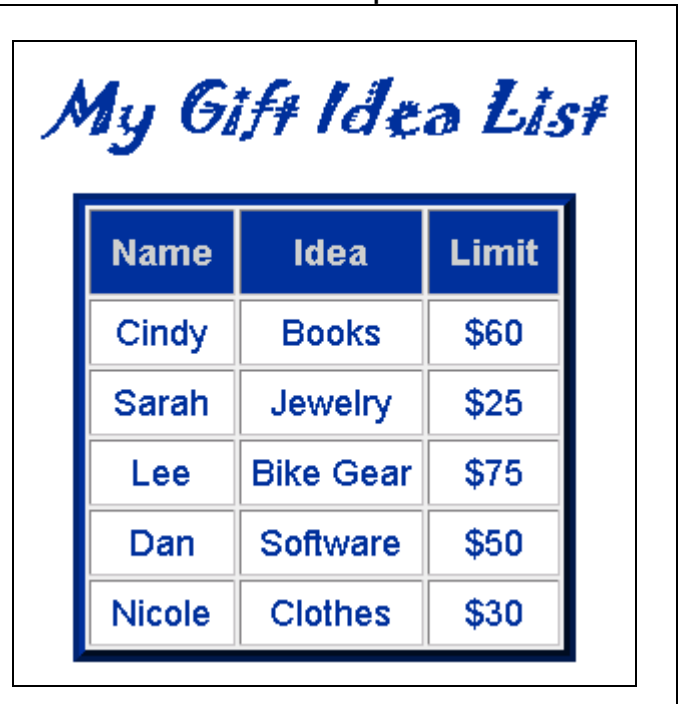 My Gift Idea List
Name Idea Limit
Cindy Books $60
Sarah Jewelry $25
Lee Bike Gear $75
Dan Software $50
Nicole Clothes $30